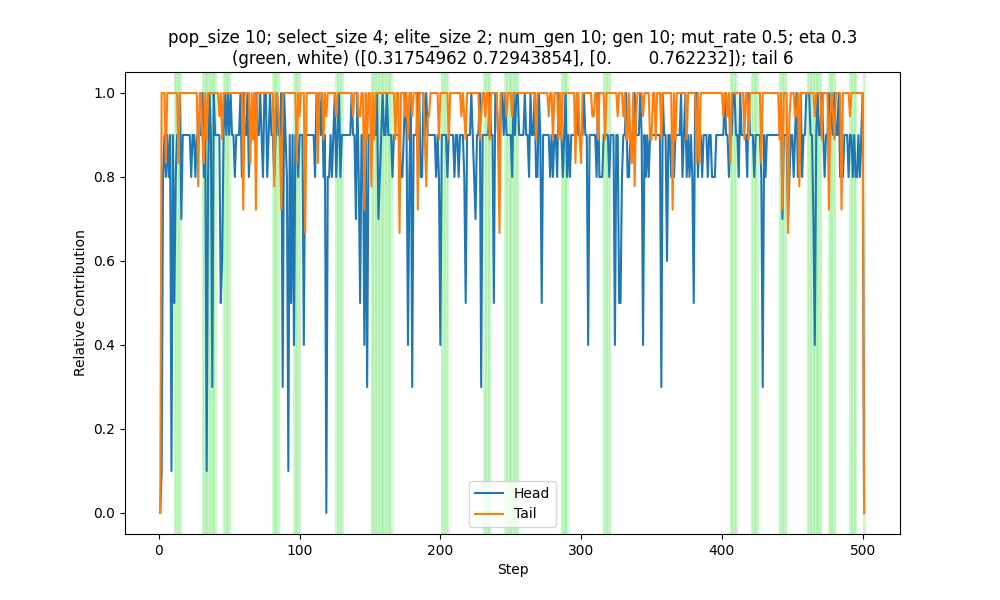 pop_size 10; select_size 4; elite_size 2; num_gen 10; gen 10; mut_rate 0.5; eta 0.3
(green, white) ([0.31754962 0.72943854], [0.       0.762232]); tail 6
Relative Contribution
1.0
0.8
0.6
0.4
0.2
0.0
Head
Tail
0
100
200
300
400
500
Step